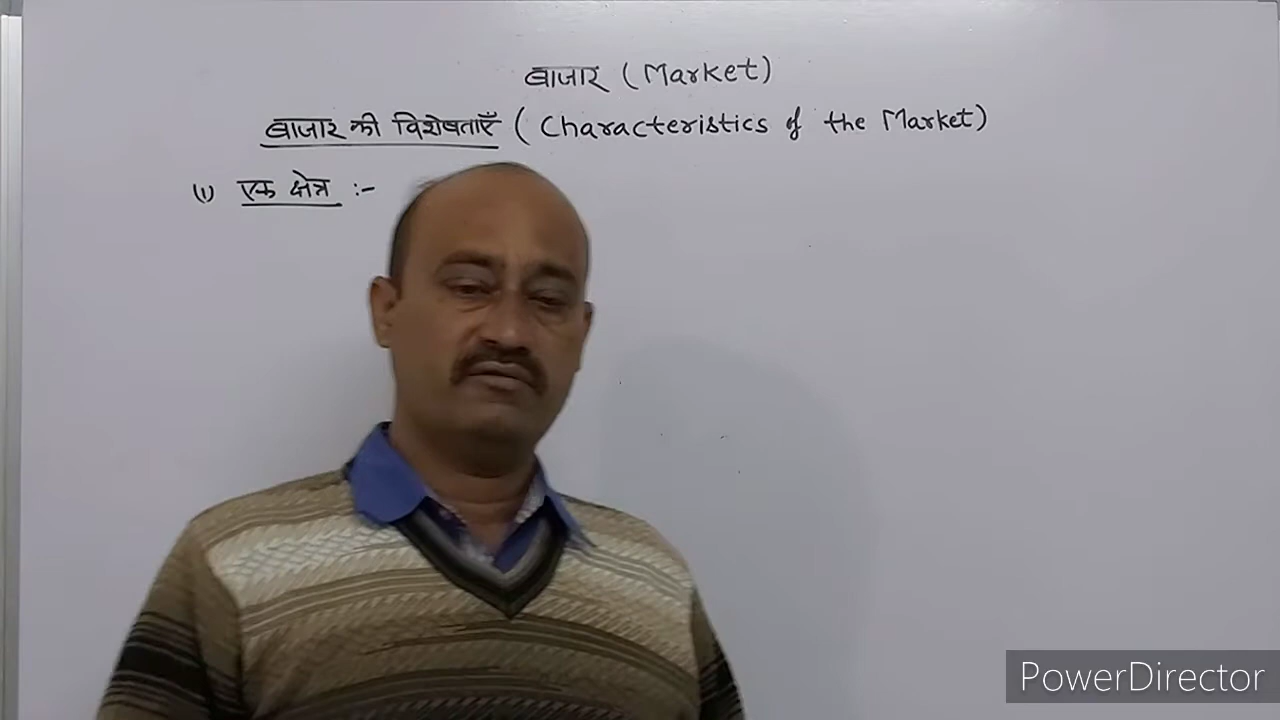 बाजार (Market)
बाजार की विशेषताएँ (Characteristics of the Market)
(1) एक क्षेत्र :-
PowerDirector